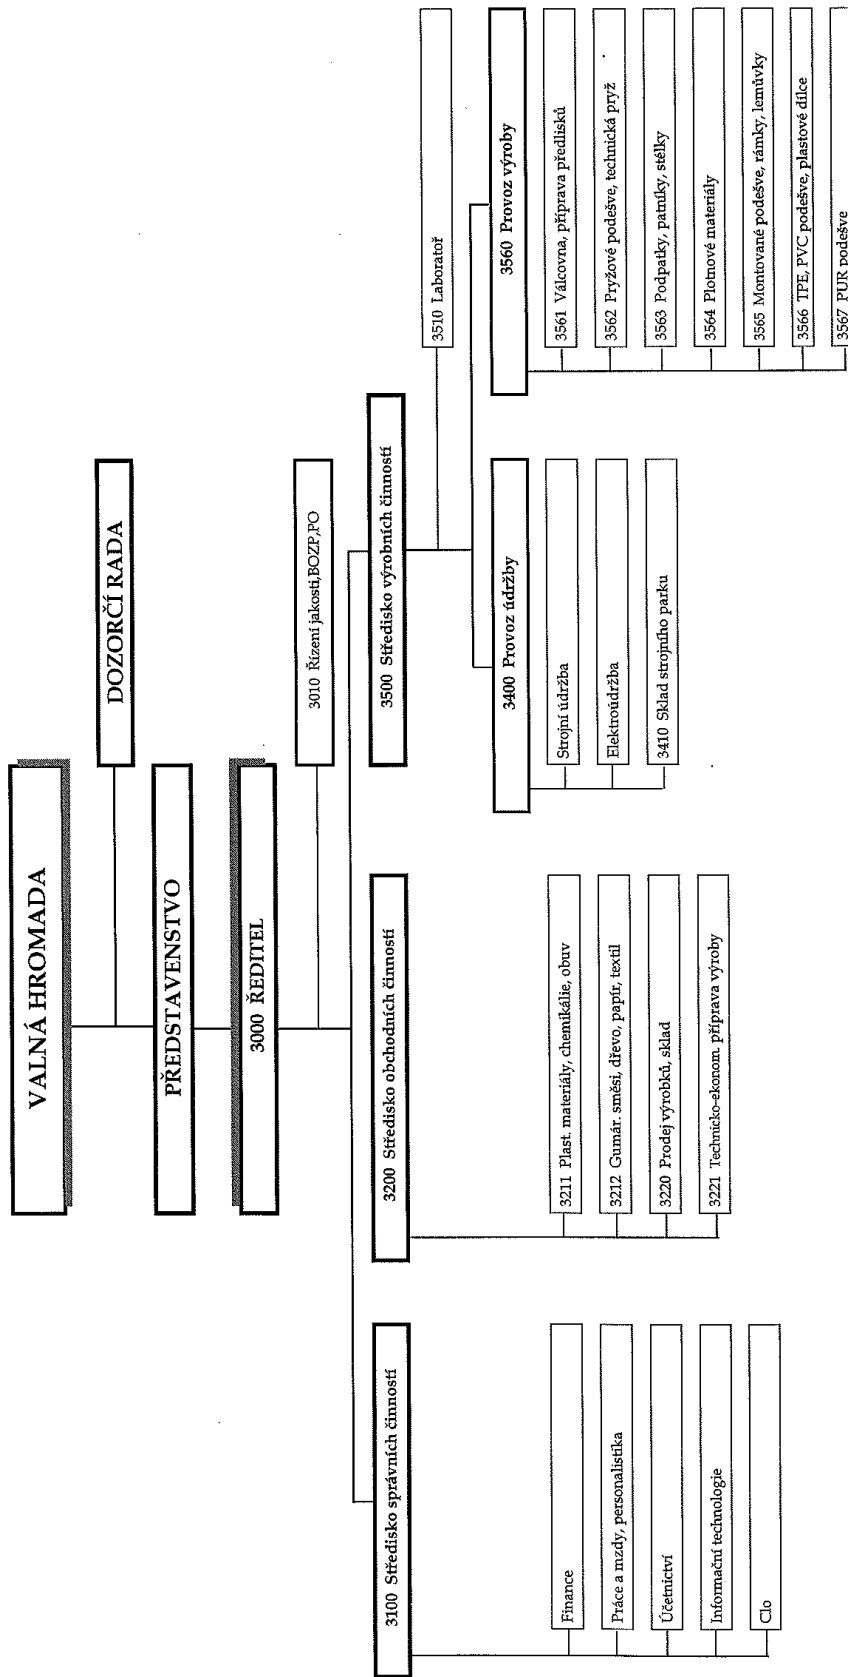 VALNÁ HROMADA
DOZORČÍ RADA
PŘEDSTAVENSTVO
3000 ŘEDITEL
3010 Řízení jakosti,BOZP,PO
3100 Středisko správních činností
Finance
Práce a mzdy, personalistika
Účetnictví
Informační technologie
Clo
3200 Středisko obchodních činností
3211 Plast. materiály, chemikálie, obuv
3212 Gumár. směsi, dřevo, papír, textil
3220 Prodej výrobků, sklad
3221 Technicko-ekonom. příprava výroby
3500 Středisko výrobních činností
3510 Laboratoř
3400 Provoz údržby
Strojní údržba
Elektroúdržba
3410 Sklad strojního parku
3560 Provoz výroby
3561 Válcovna, příprava předlisků
3562 Pryžové podešve, technická pryž
3563 Podpatky, patníky, stélky
3564 Plotnové materiály
3565 Montované podešve, rámky, lemůvky
3566 TPE, PVC podešve, plastové dílce
3567 PUR podešve